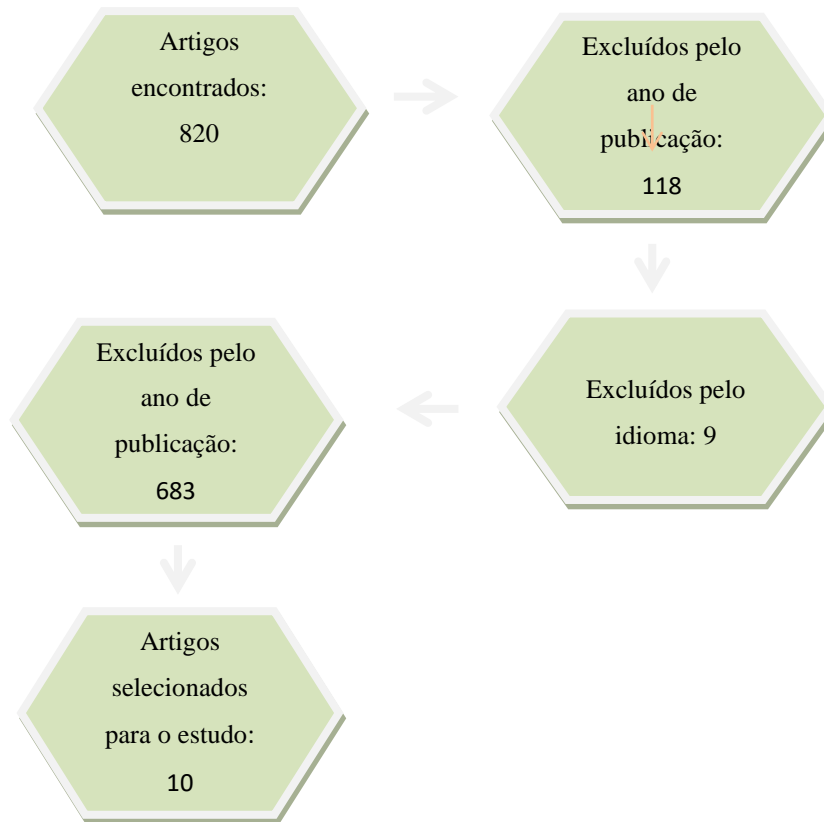 Artigos
encontrados:
820
Excluídos pelo
ano de
publicação:
118
Excluídos pelo
idioma: 9
Excluídos pelo
ano de
publicação:
683
Artigos
selecionados
para o estudo:
10